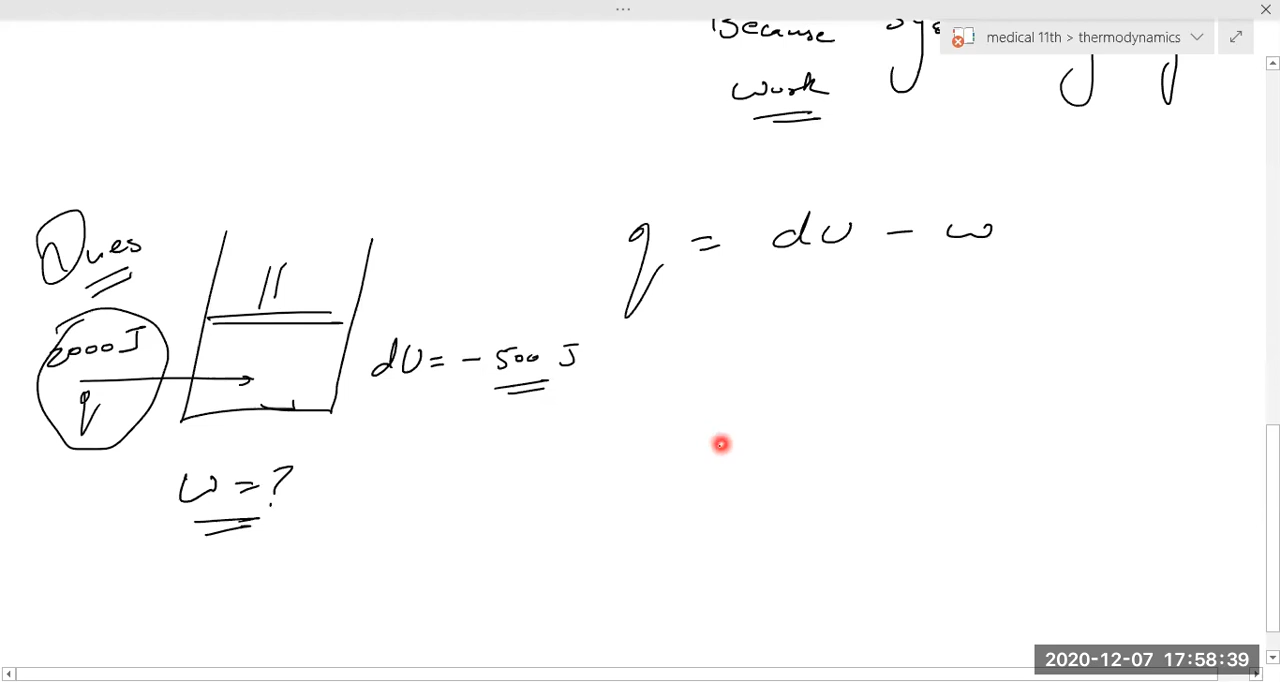 Because
medical 11th > thermodynamics
work
Ques
q = dU - w
2000 J
q
dU = - 500 J
w = ?
2020-12-07 17:58:39